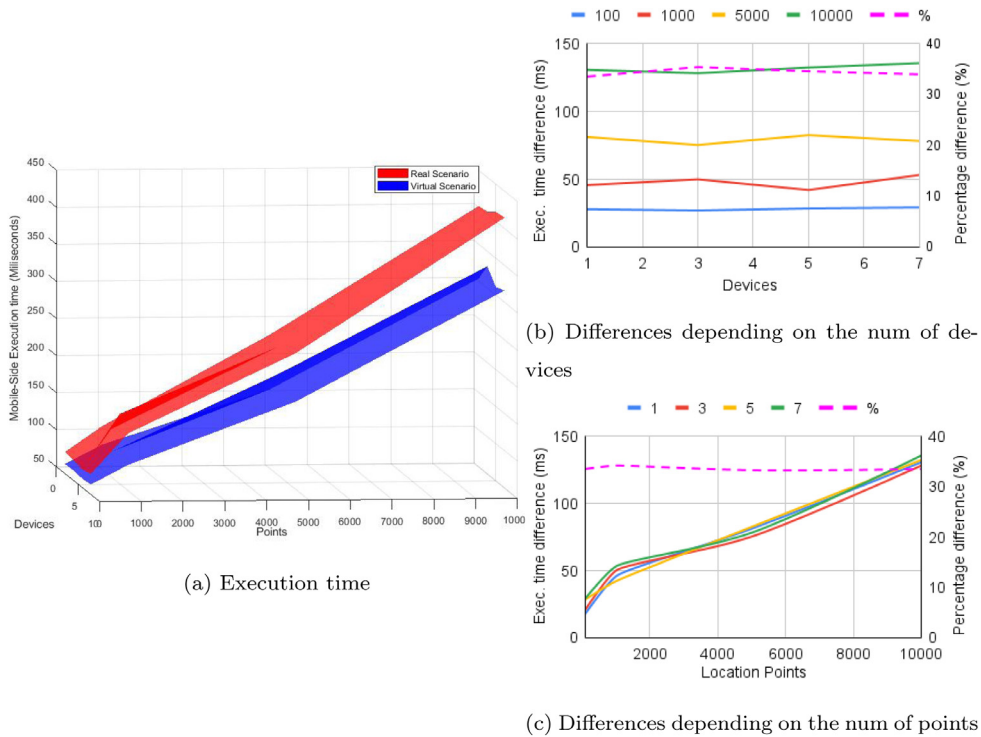 Real Scenario
Virtual Scenario
Mobile-Side Execution time (Miliseconds)
450
400
350
300
250
200
150
100
50
0
5
10
Devices
0
1000
2000
3000
4000
5000
6000
7000
8000
9000
1000
Points
(a) Execution time
100 1000 5000 10000 %
Exec. time difference (ms)
150
100
50
0
Percentage difference (%)
40
30
20
10
0
1 2 3 4 5 6 7
Devices
(b) Differences depending on the num of de-
vices
1 3 5 7 %
Exec. time difference (ms)
150
100
50
0
Percentage difference (%)
40
30
20
10
0
2000 4000 6000 8000 10000
Location Points
(c) Differences depending on the num of points